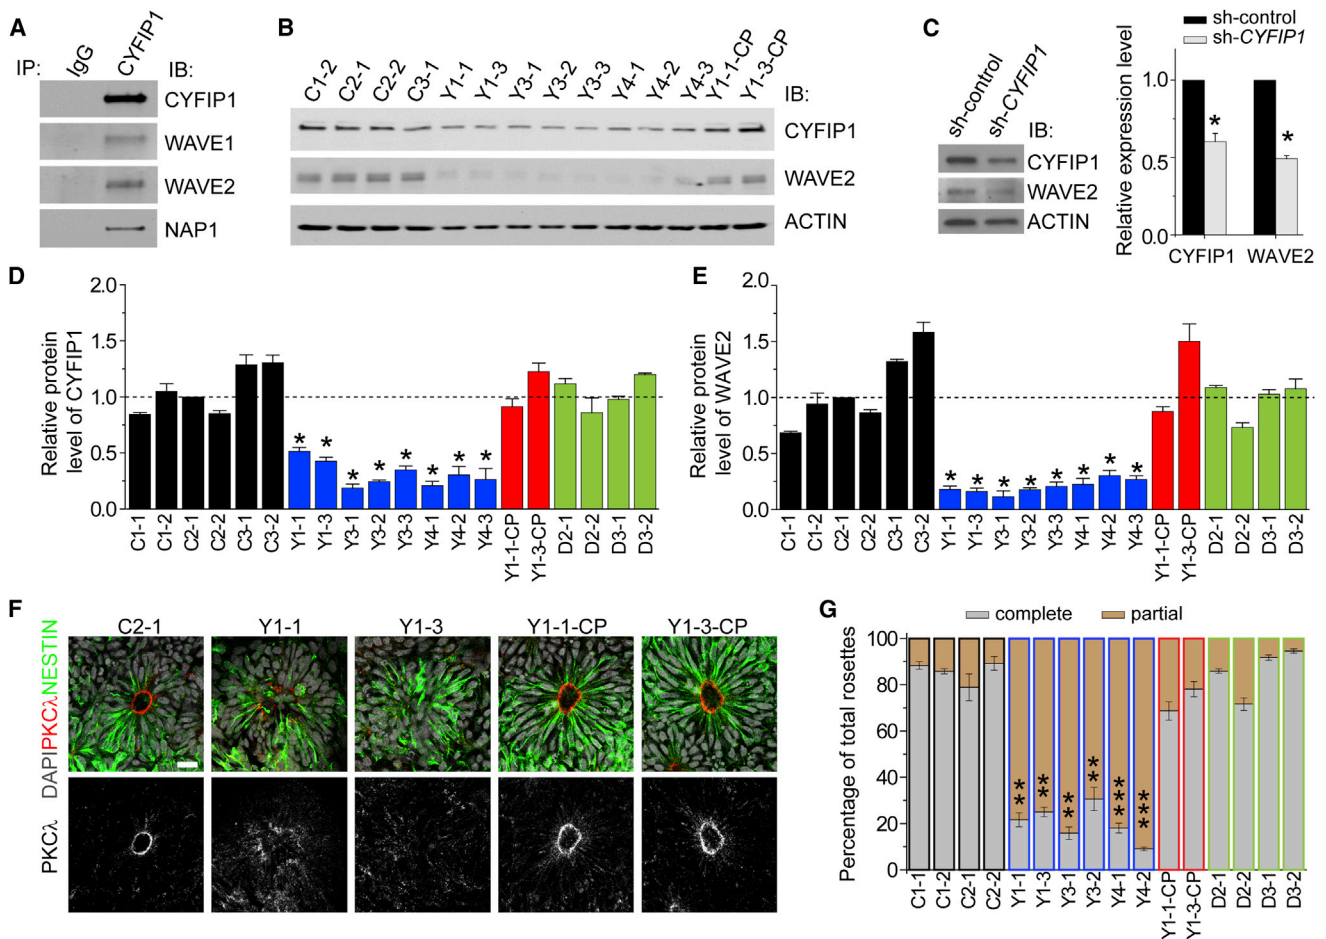 A
IP:
IgG
CYFIP1
IB:
CYFIP1
WAVE1
WAVE2
NAP1
B
C1-2
C2-1
C2-2
C3-1
Y1-1
Y1-3
Y3-1
Y3-2
Y3-3
Y4-1
Y4-2
Y4-3
Y1-1-CP
Y1-3-CP
IB:
CYFIP1
WAVE2
ACTIN
C
sh-control
sh-CYFIP1
IB:
CYFIP1
WAVE2
ACTIN
sh-control
sh-CYFIP1
Relative expression level
1.0
0.5
0.0
*
*
CYFIP1
WAVE2
D
Relative protein
level of CYFIP1
2.0
1.5
1.0
0.5
0
* * * * * * * *
C1-1
C1-2
C2-1
C2-2
C3-1
C3-2
Y1-1
Y1-3
Y3-1
Y3-2
Y3-3
Y4-1
Y4-2
Y4-3
Y1-1-CP
Y1-3-CP
D2-1
D2-2
D3-1
D3-2
E
Relative protein
level of WAVE2
2.0
1.5
1.0
0.5
0
* * * * * * * *
C1-1
C1-2
C2-1
C2-2
C3-1
C3-2
Y1-1
Y1-3
Y3-1
Y3-2
Y3-3
Y4-1
Y4-2
Y4-3
Y1-1-CP
Y1-3-CP
D2-1
D2-2
D3-1
D3-2
F
C2-1
Y1-1
Y1-3
Y1-1-CP
Y1-3-CP
DAPIPKCλNESTIN
PKCλ
G
complete
partial
Percentage of total rosettes
100
80
60
40
20
0
** ** ** ** *** ***
C1-1
C1-2
C2-1
C2-2
Y1-1
Y1-3
Y3-1
Y3-2
Y4-1
Y4-2
Y1-1-CP
Y1-3-CP
D2-1
D2-2
D3-1
D3-2